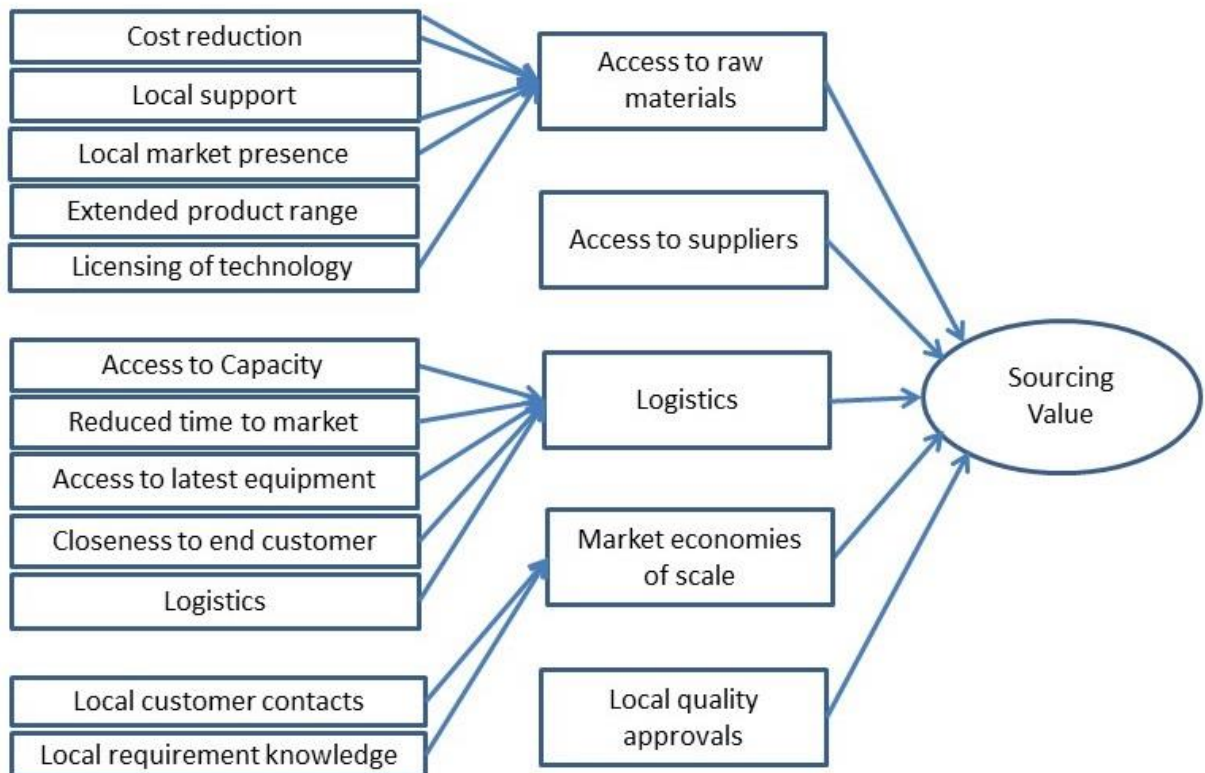 Cost reduction
Local support
Local market presence
Extended product range
Licensing of technology
Access to Capacity
Reduced time to market
Access to latest equipment
Closeness to end customer
Logistics
Local customer contacts
Local requirement knowledge
Access to raw
materials
Access to suppliers
Logistics
Market economies
of scale
Local quality
approvals
Sourcing
Value